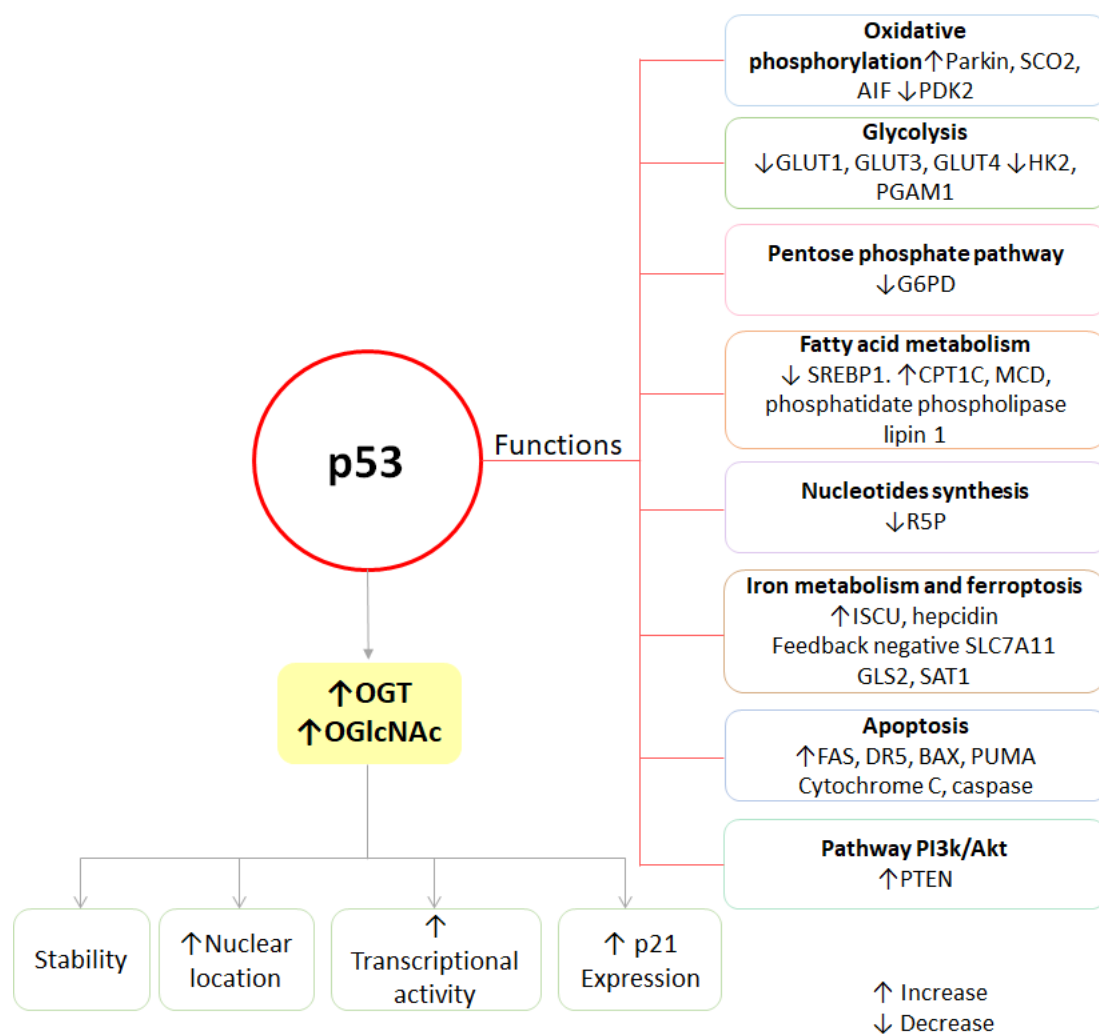 Oxidative
phosphorylation↑Parkin, SCO2,
AIF ↓PDK2
Glycolysis
↓GLUT1, GLUT3, GLUT4 ↓HK2,
PGAM1
Pentose phosphate pathway
↓G6PD
Fatty acid metabolism
↓ SREBP1. ↑CPT1C, MCD,
phosphatidate phospholipase
lipin 1
p53
Functions
Nucleotides synthesis
↓R5P
Iron metabolism and ferroptosis
↑ISCU, hepcidin
Feedback negative SLC7A11
GLS2, SAT1
↑OGT
↑OGlcNAc
Apoptosis
↑FAS, DR5, BAX, PUMA
Cytochrome C, caspase
Pathway PI3k/Akt
↑PTEN
Stability
↑Nuclear
location
↑
Transcriptional
activity
↑ p21
Expression
↑ Increase
↓ Decrease